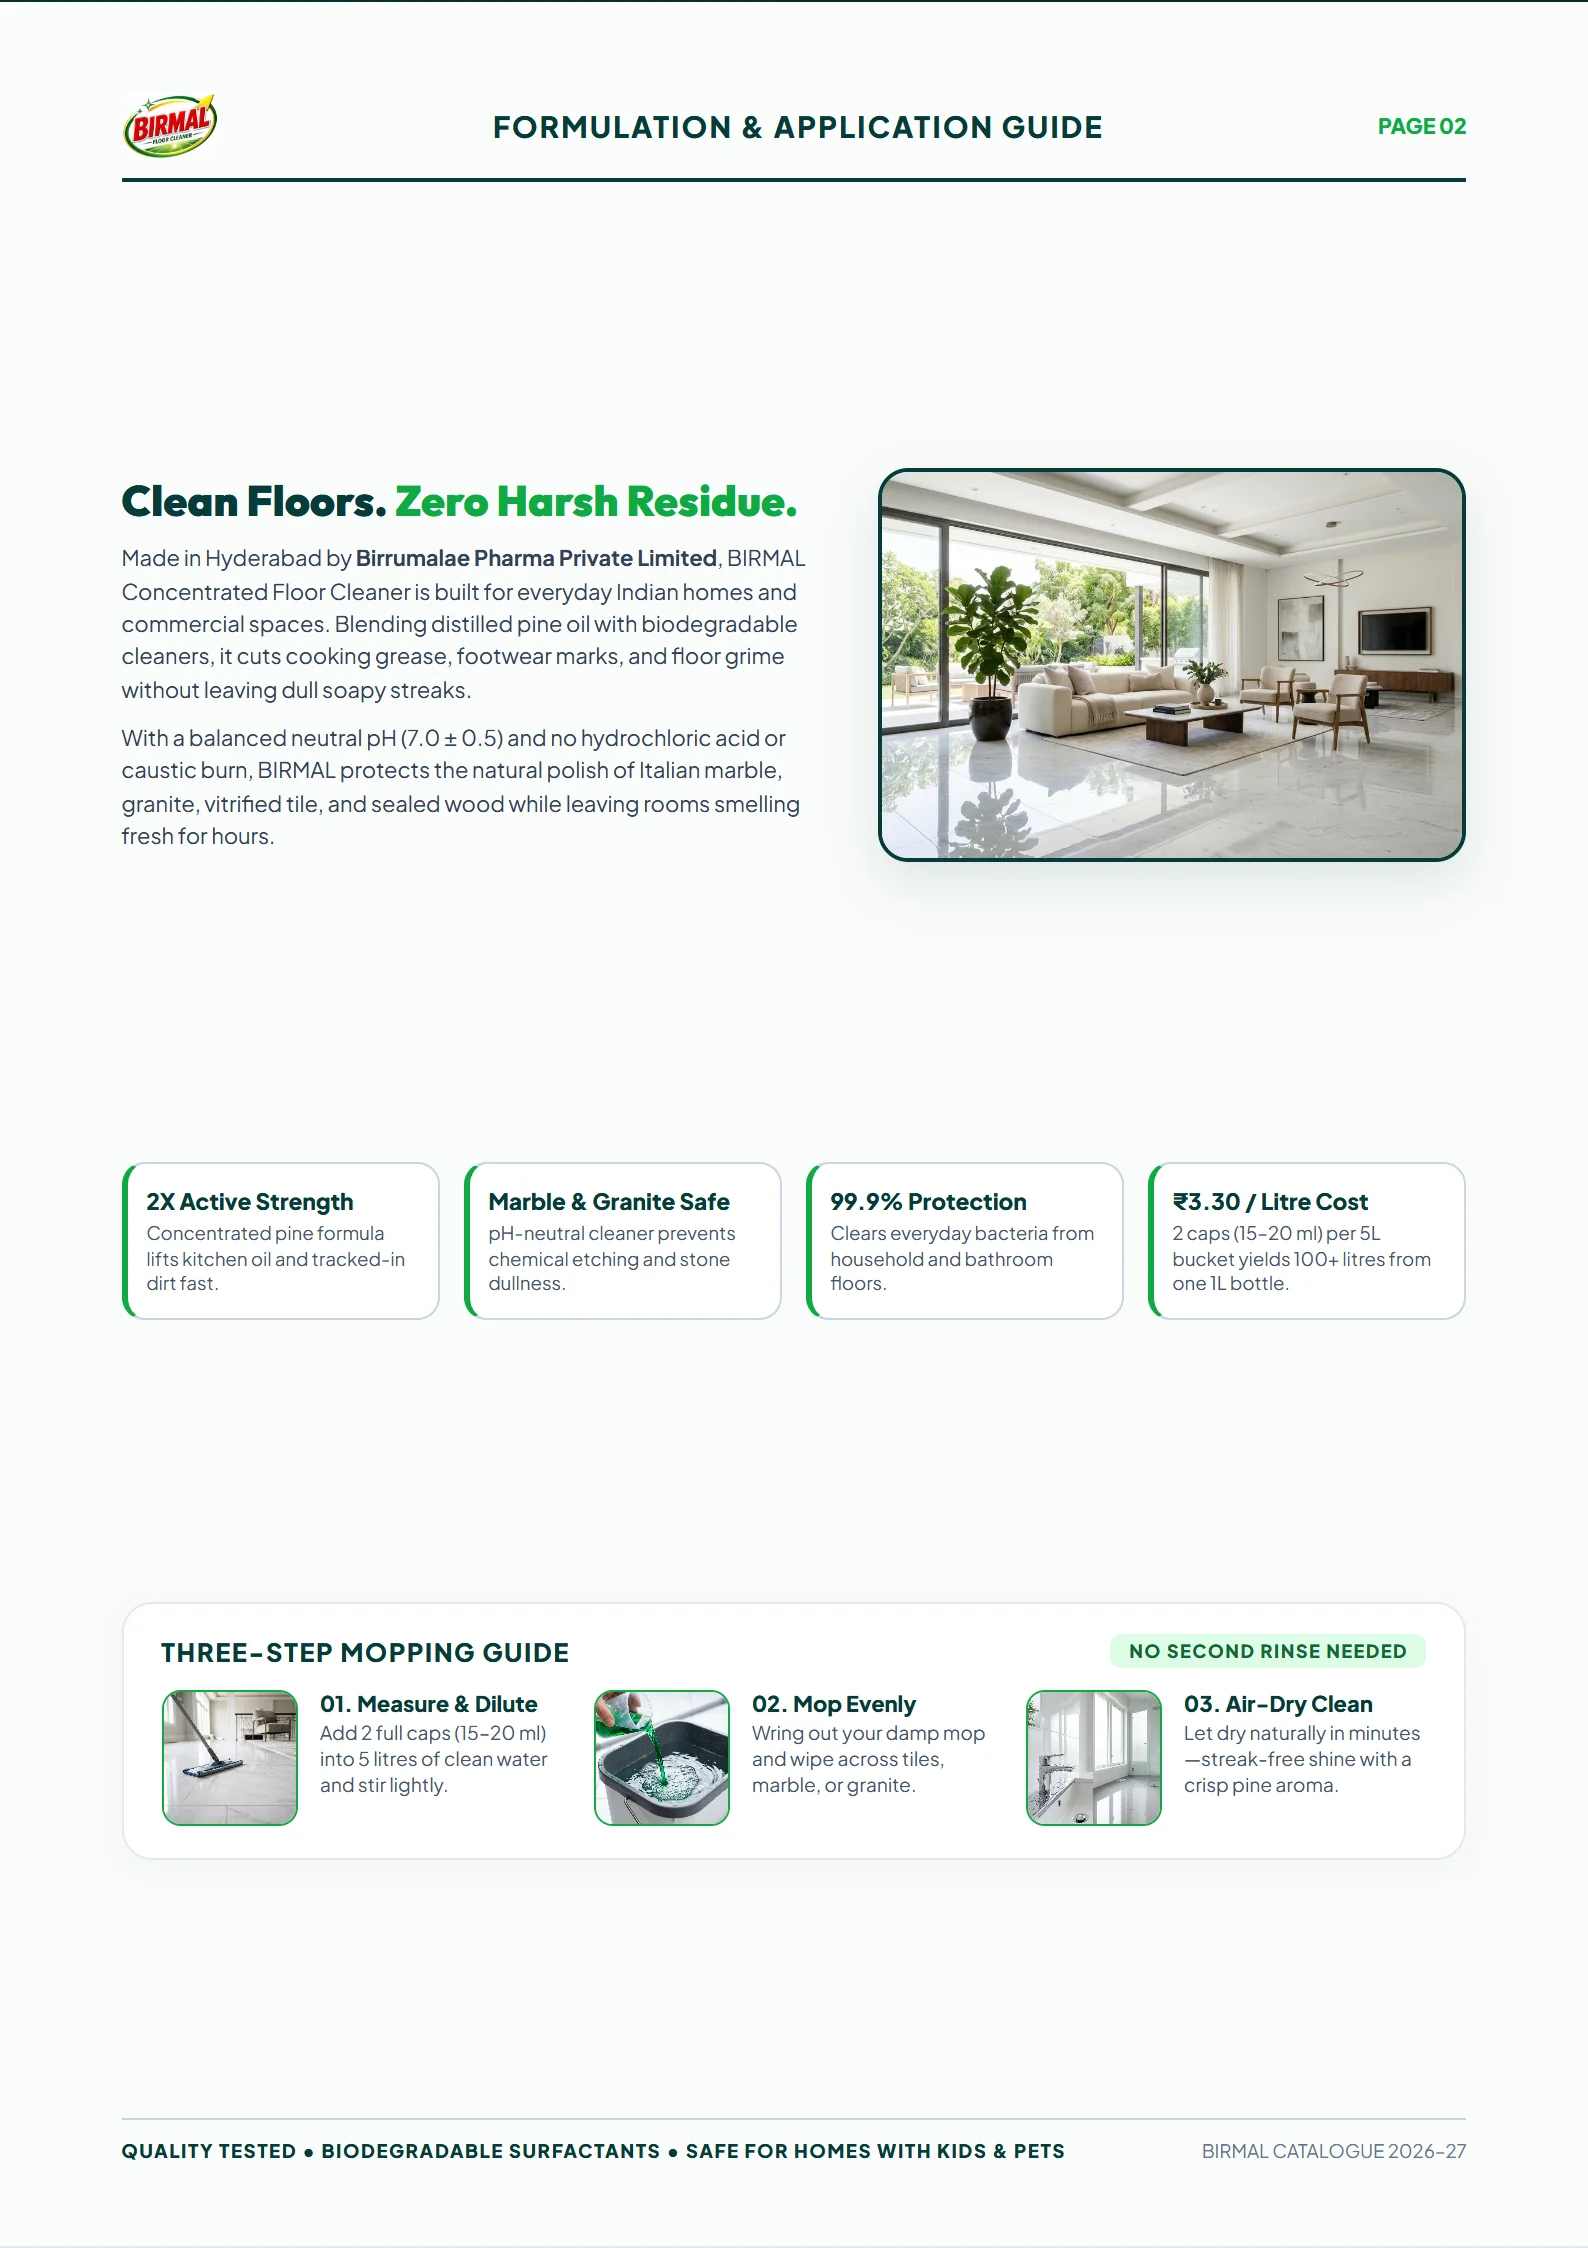 BIRMAL
FLOOR CLEANER
FORMULATION & APPLICATION GUIDE
PAGE 02
Clean Floors. Zero Harsh Residue.
Made in Hyderabad by Birrumalae Pharma Private Limited, BIRMAL
Concentrated Floor Cleaner is built for everyday Indian homes and
commercial spaces. Blending distilled pine oil with biodegradable
cleaners, it cuts cooking grease, footwear marks, and floor grime
without leaving dull soapy streaks.
With a balanced neutral pH (7.0 ± 0.5) and no hydrochloric acid or
caustic burn, BIRMAL protects the natural polish of Italian marble,
granite, vitrified tile, and sealed wood while leaving rooms smelling
fresh for hours.
2X Active Strength
Concentrated pine formula
lifts kitchen oil and tracked-in
dirt fast.
Marble & Granite Safe
pH-neutral cleaner prevents
chemical etching and stone
dullness.
99.9% Protection
Clears everyday bacteria from
household and bathroom
floors.
₹3.30 / Litre Cost
2 caps (15–20 ml) per 5L
bucket yields 100+ litres from
one 1L bottle.
THREE-STEP MOPPING GUIDE
NO SECOND RINSE NEEDED
01. Measure & Dilute
Add 2 full caps (15–20 ml)
into 5 litres of clean water
and stir lightly.
02. Mop Evenly
Wring out your damp mop
and wipe across tiles,
marble, or granite.
03. Air-Dry Clean
Let dry naturally in minutes
—streak-free shine with a
crisp pine aroma.
QUALITY TESTED • BIODEGRADABLE SURFACTANTS • SAFE FOR HOMES WITH KIDS & PETS
BIRMAL CATALOGUE 2026–27